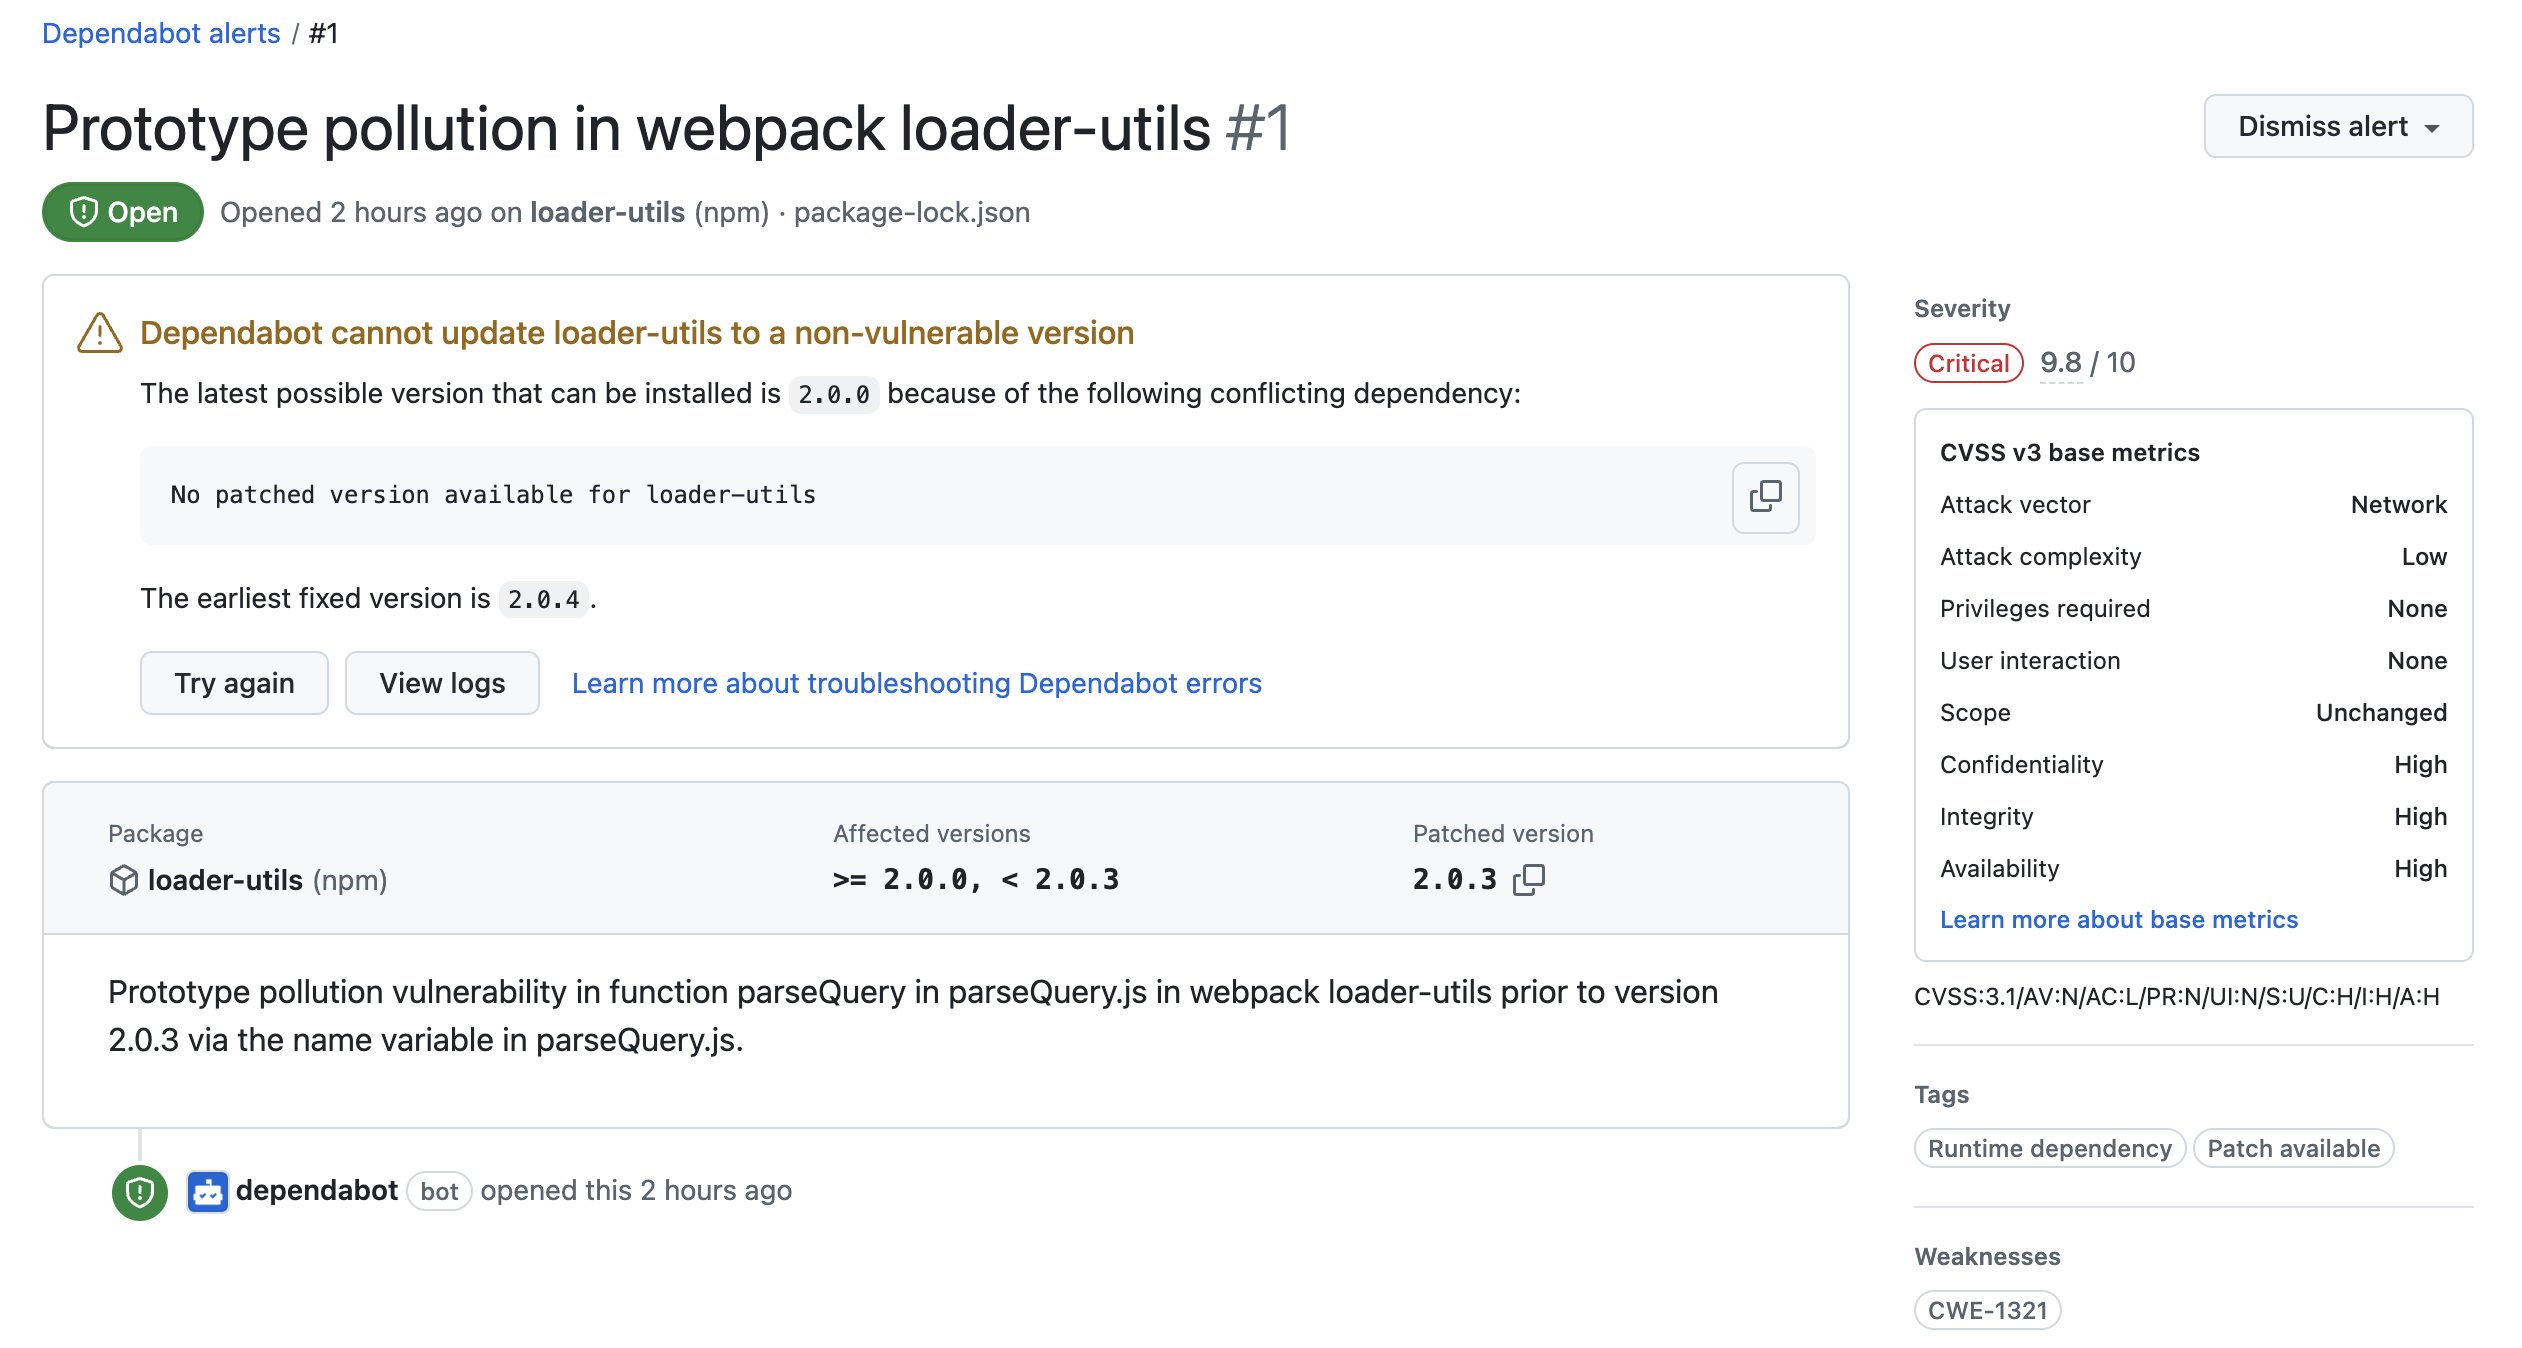 Dependabot alerts / #1
Prototype pollution in webpack loader-utils #1
Dismiss alert
Open
Opened 2 hours ago on loader-utils (npm) · package-lock.json
Dependabot cannot update loader-utils to a non-vulnerable version
The latest possible version that can be installed is 2.0.0 because of the following conflicting dependency:
No patched version available for loader-utils
The earliest fixed version is 2.0.4.
Try again
View logs
Learn more about troubleshooting Dependabot errors
Package
loader-utils (npm)
Affected versions
>= 2.0.0, < 2.0.3
Patched version
2.0.3
Prototype pollution vulnerability in function parseQuery in parseQuery.js in webpack loader-utils prior to version
2.0.3 via the name variable in parseQuery.js.
dependabot bot opened this 2 hours ago
Severity
Critical 9.8 / 10
CVSS v3 base metrics
Attack vector Network
Attack complexity Low
Privileges required None
User interaction None
Scope Unchanged
Confidentiality High
Integrity High
Availability High
Learn more about base metrics
CVSS:3.1/AV:N/AC:L/PR:N/UI:N/S:U/C:H/I:H/A:H
Tags
Runtime dependency Patch available
Weaknesses
CWE-1321